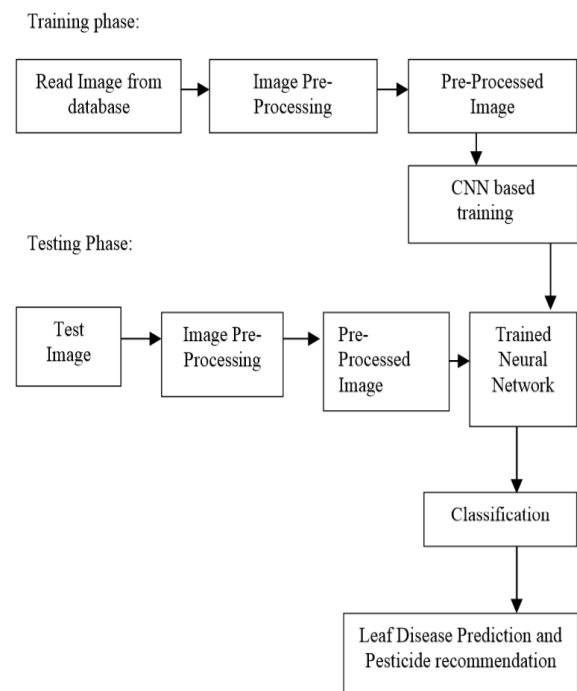 Training phase:
Read Image from
database
Image Pre-
Processing
Pre-Processed
Image
CNN based
training
Testing Phase:
Test
Image
Image Pre-
Processing
Pre-
Processed
Image
Trained
Neural
Network
Classification
Leaf Disease Prediction and
Pesticide recommendation